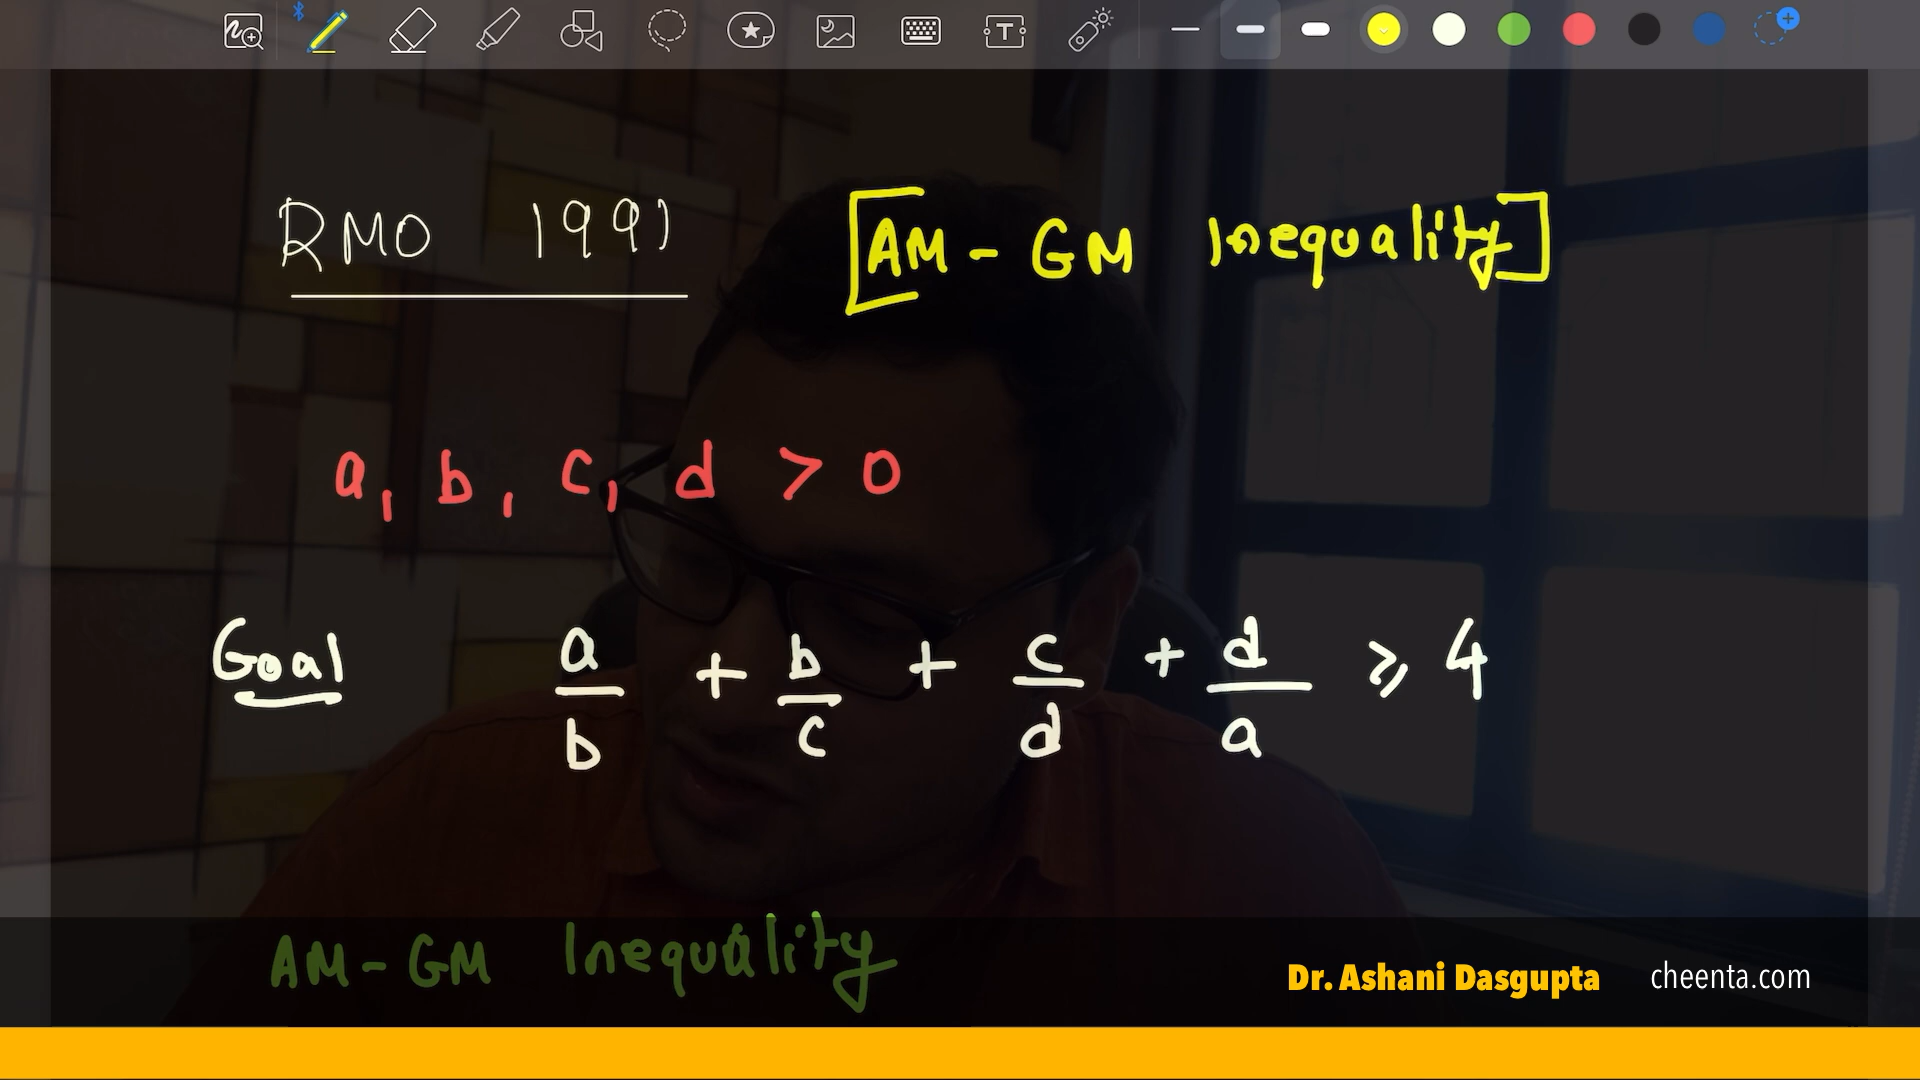 RMO 1991 [AM - GM Inequality]
a, b, c, d > 0
Goal a/b + b/c + c/d + d/a ⩾ 4
AM - GM Inequality
Dr. Ashani Dasgupta cheenta.com